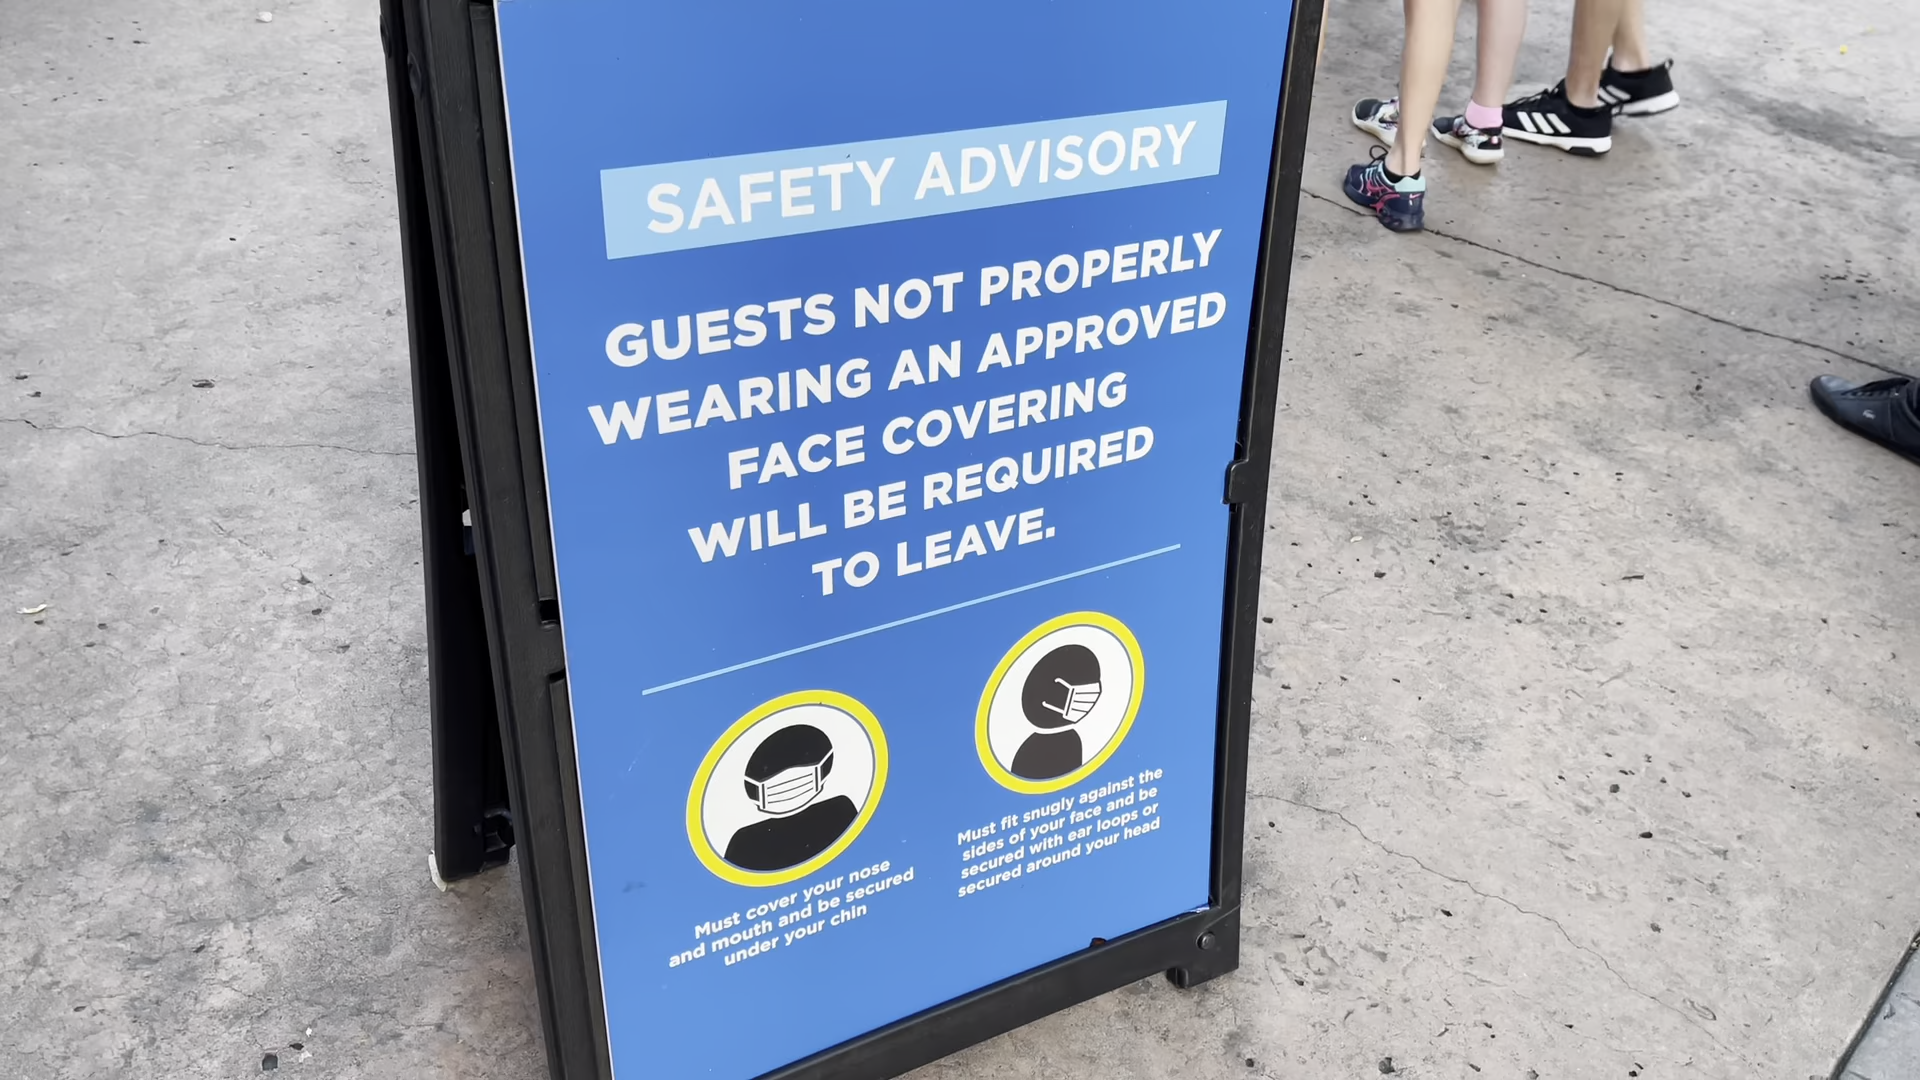 SAFETY ADVISORY
GUESTS NOT PROPERLY
WEARING AN APPROVED
FACE COVERING
WILL BE REQUIRED
TO LEAVE.
Must cover your nose
and mouth and be secured
under your chin
Must fit snugly against the
sides of your face and be
secured with ear loops or
secured around your head